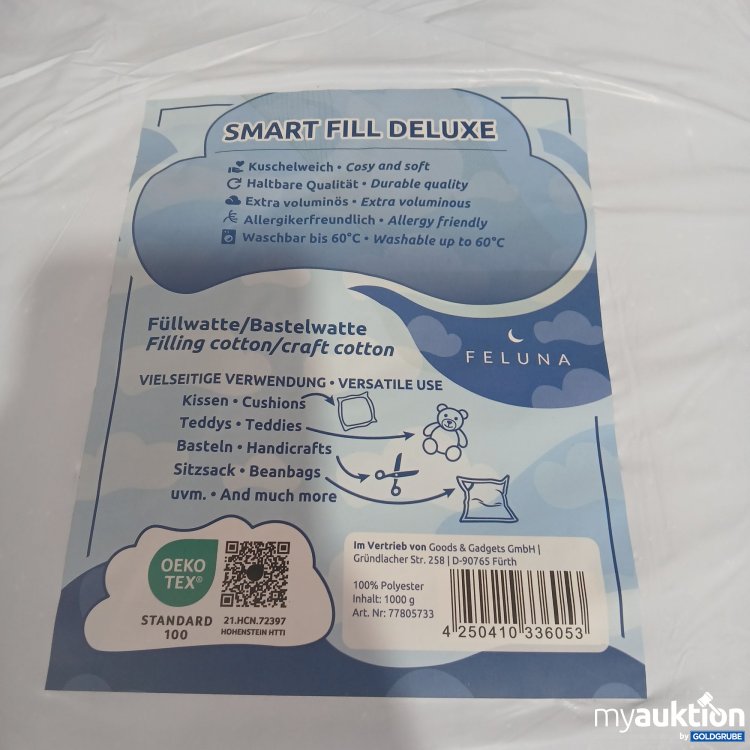 SMART FILL DELUXE
Kuschelweich • Cosy and soft
Haltbare Qualität • Durable quality
Extra voluminös • Extra voluminous
Allergikerfreundlich • Allergy friendly
Waschbar bis 60°C • Washable up to 60°C
Füllwatte/Bastelwatte
Filling cotton/craft cotton
FELUNA
VIELSEITIGE VERWENDUNG • VERSATILE USE
Kissen • Cushions
Teddys • Teddies
Basteln • Handicrafts
Sitzsack • Beanbags
uvm. • And much more
OEKO
TEX®
STANDARD
100
21.HCN.72397
HOHENSTEIN HTTI
Im Vertrieb von Goods & Gadgets GmbH |
Gründlacher Str. 258 | D-90765 Fürth
100% Polyester
Inhalt: 1000 g
Art. Nr: 77805733
4 250410 336053
myauktion
by GOLDGRUBE